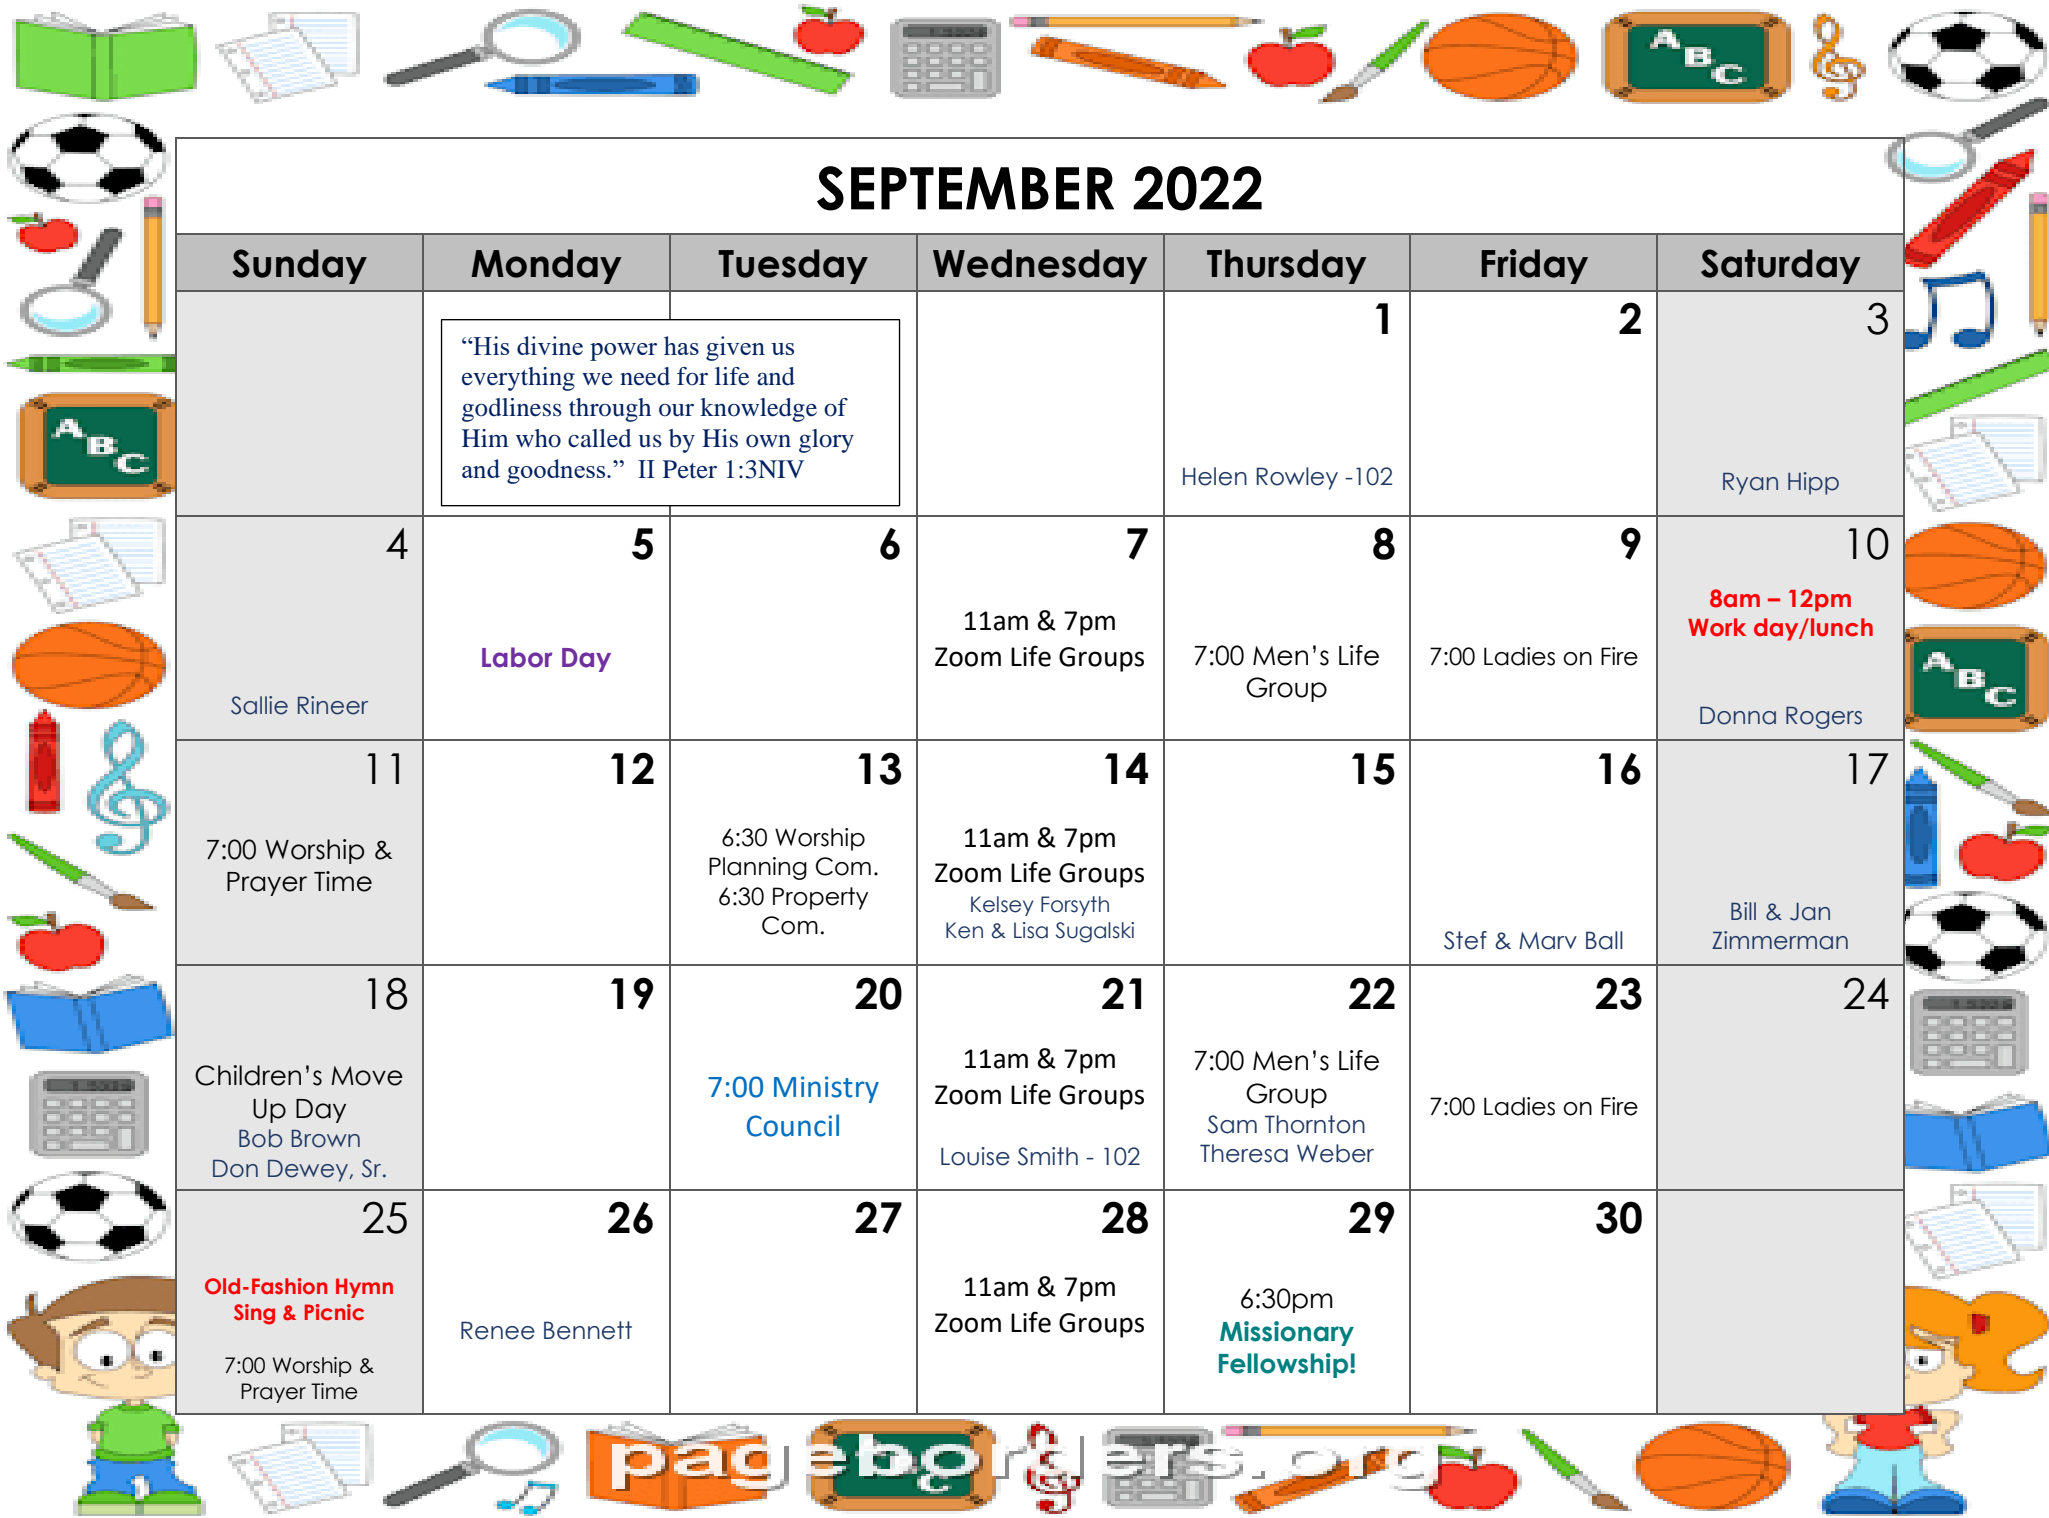 SEPTEMBER 2022
Sunday Monday Tuesday Wednesday Thursday Friday Saturday
“His divine power has given us
everything we need for life and
godliness through our knowledge of
Him who called us by His own glory
and goodness.”  II Peter 1:3NIV
1
Helen Rowley -102
2
3
Ryan Hipp
4
Sallie Rineer
5
Labor Day
6
7
11am & 7pm
Zoom Life Groups
8
7:00 Men’s Life
Group
9
7:00 Ladies on Fire
10
8am – 12pm
Work day/lunch
Donna Rogers
11
7:00 Worship &
Prayer Time
12
13
6:30 Worship
Planning Com.
6:30 Property
Com.
14
11am & 7pm
Zoom Life Groups
Kelsey Forsyth
Ken & Lisa Sugalski
15
16
Stef & Marv Ball
17
Bill & Jan
Zimmerman
18
Children’s Move
Up Day
Bob Brown
Don Dewey, Sr.
19
20
7:00 Ministry
Council
21
11am & 7pm
Zoom Life Groups
Louise Smith - 102
22
7:00 Men’s Life
Group
Sam Thornton
Theresa Weber
23
7:00 Ladies on Fire
24
25
Old-Fashion Hymn
Sing & Picnic
7:00 Worship &
Prayer Time
26
Renee Bennett
27
28
11am & 7pm
Zoom Life Groups
29
6:30pm
Missionary
Fellowship!
30
ABC
ABC
ABC
ABC
pageborders.org